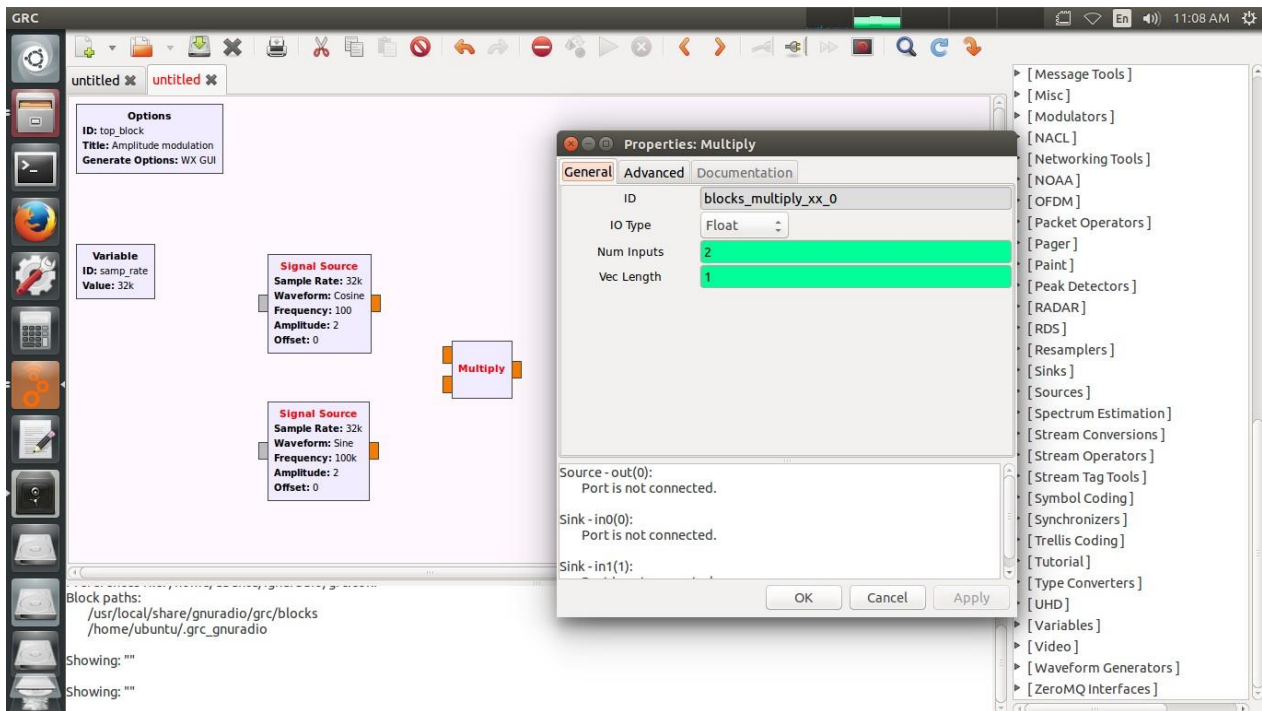 GRC
En
11:08 AM
untitled
untitled
Options
ID: top_block
Title: Amplitude modulation
Generate Options: WX GUI
Variable
ID: samp_rate
Value: 32k
Signal Source
Sample Rate: 32k
Waveform: Cosine
Frequency: 100
Amplitude: 2
Offset: 0
Multiply
Signal Source
Sample Rate: 32k
Waveform: Sine
Frequency: 100k
Amplitude: 2
Offset: 0
Properties: Multiply
General Advanced Documentation
ID blocks_multiply_xx_0
IO Type Float
Num Inputs 2
Vec Length 1
Source - out(0):
Port is not connected.
Sink - in0(0):
Port is not connected.
Sink - in1(1):
OK Cancel Apply
Block paths:
/usr/local/share/gnuradio/grc/blocks
/home/ubuntu/.grc_gnuradio
Showing: ""
Showing: ""
[ Message Tools ]
[ Misc ]
[ Modulators ]
[ NACL ]
[ Networking Tools ]
[ NOAA ]
[ OFDM ]
[ Packet Operators ]
[ Pager ]
[ Paint ]
[ Peak Detectors ]
[ RADAR ]
[ RDS ]
[ Resamplers ]
[ Sinks ]
[ Sources ]
[ Spectrum Estimation ]
[ Stream Conversions ]
[ Stream Operators ]
[ Stream Tag Tools ]
[ Symbol Coding ]
[ Synchronizers ]
[ Trellis Coding ]
[ Tutorial ]
[ Type Converters ]
[ UHD ]
[ Variables ]
[ Video ]
[ Waveform Generators ]
[ ZeroMQ Interfaces ]